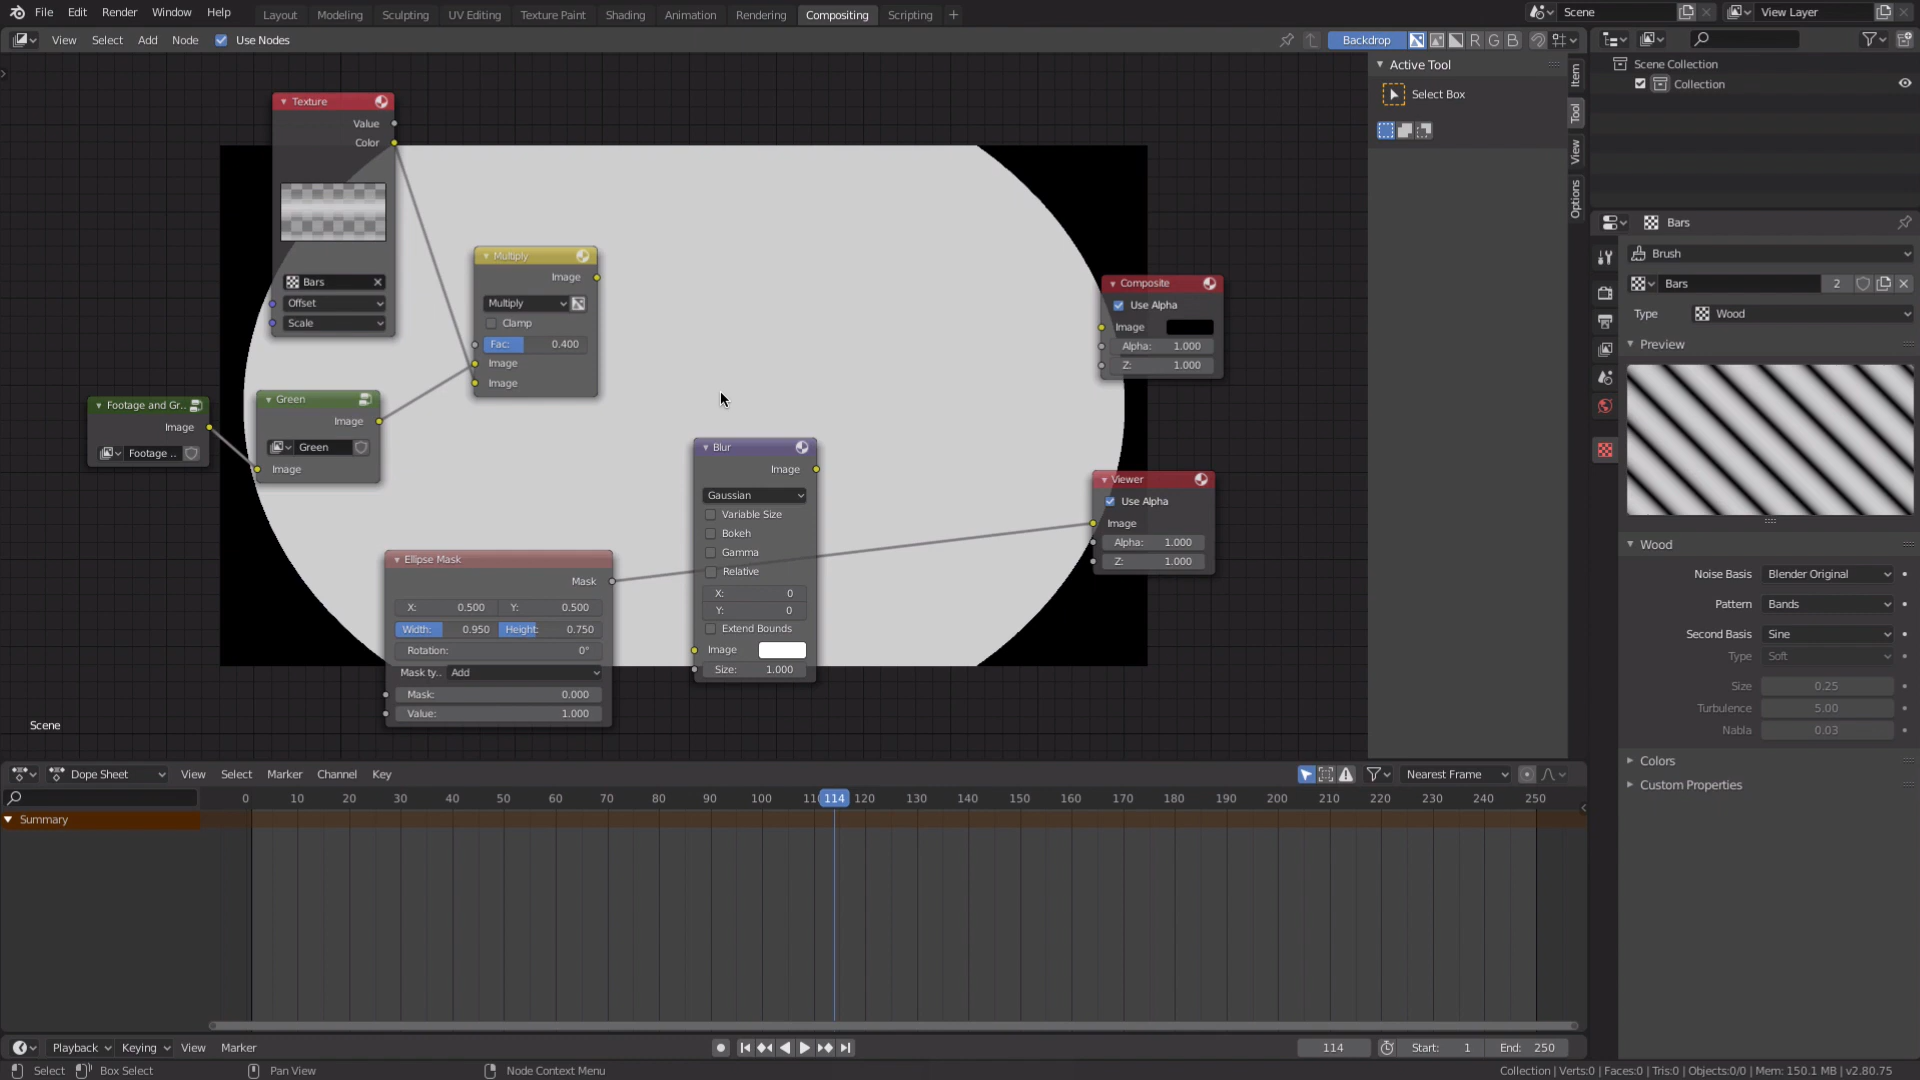 File Edit Render Window Help
Layout Modeling Sculpting UV Editing Texture Paint Shading Animation Rendering Compositing Scripting +
Scene
View Layer
View Select Add Node Use Nodes
Backdrop R G B
Active Tool
Select Box
Item
Tool
View
Options
Scene Collection
Collection
Texture
Value
Color
Bars
Offset
Scale
Multiply
Image
Multiply
Clamp
Fac: 0.400
Image
Image
Footage and Gr..
Image
Footage ..
Green
Image
Green
Image
Ellipse Mask
Mask
X: 0.500 Y: 0.500
Width: 0.950 Height: 0.750
Rotation: 0°
Mask ty.. Add
Mask: 0.000
Value: 1.000
Blur
Image
Gaussian
Variable Size
Bokeh
Gamma
Relative
X: 0
Y: 0
Extend Bounds
Image
Size: 1.000
Composite
Use Alpha
Image
Alpha: 1.000
Z: 1.000
Viewer
Use Alpha
Image
Alpha: 1.000
Z: 1.000
Scene
Bars
Brush
Bars 2
Type Wood
Preview
Wood
Noise Basis Blender Original
Pattern Bands
Second Basis Sine
Type Soft
Size 0.25
Turbulence 5.00
Nabla 0.03
Colors
Custom Properties
Dope Sheet View Select Marker Channel Key
Nearest Frame
0 10 20 30 40 50 60 70 80 90 100 11 114 120 130 140 150 160 170 180 190 200 210 220 230 240 250
Summary
Playback Keying View Marker
114 Start: 1 End: 250
Select Box Select Pan View Node Context Menu
Collection | Verts:0 | Faces:0 | Tris:0 | Objects:0/0 | Mem: 150.1 MB | v2.80.75